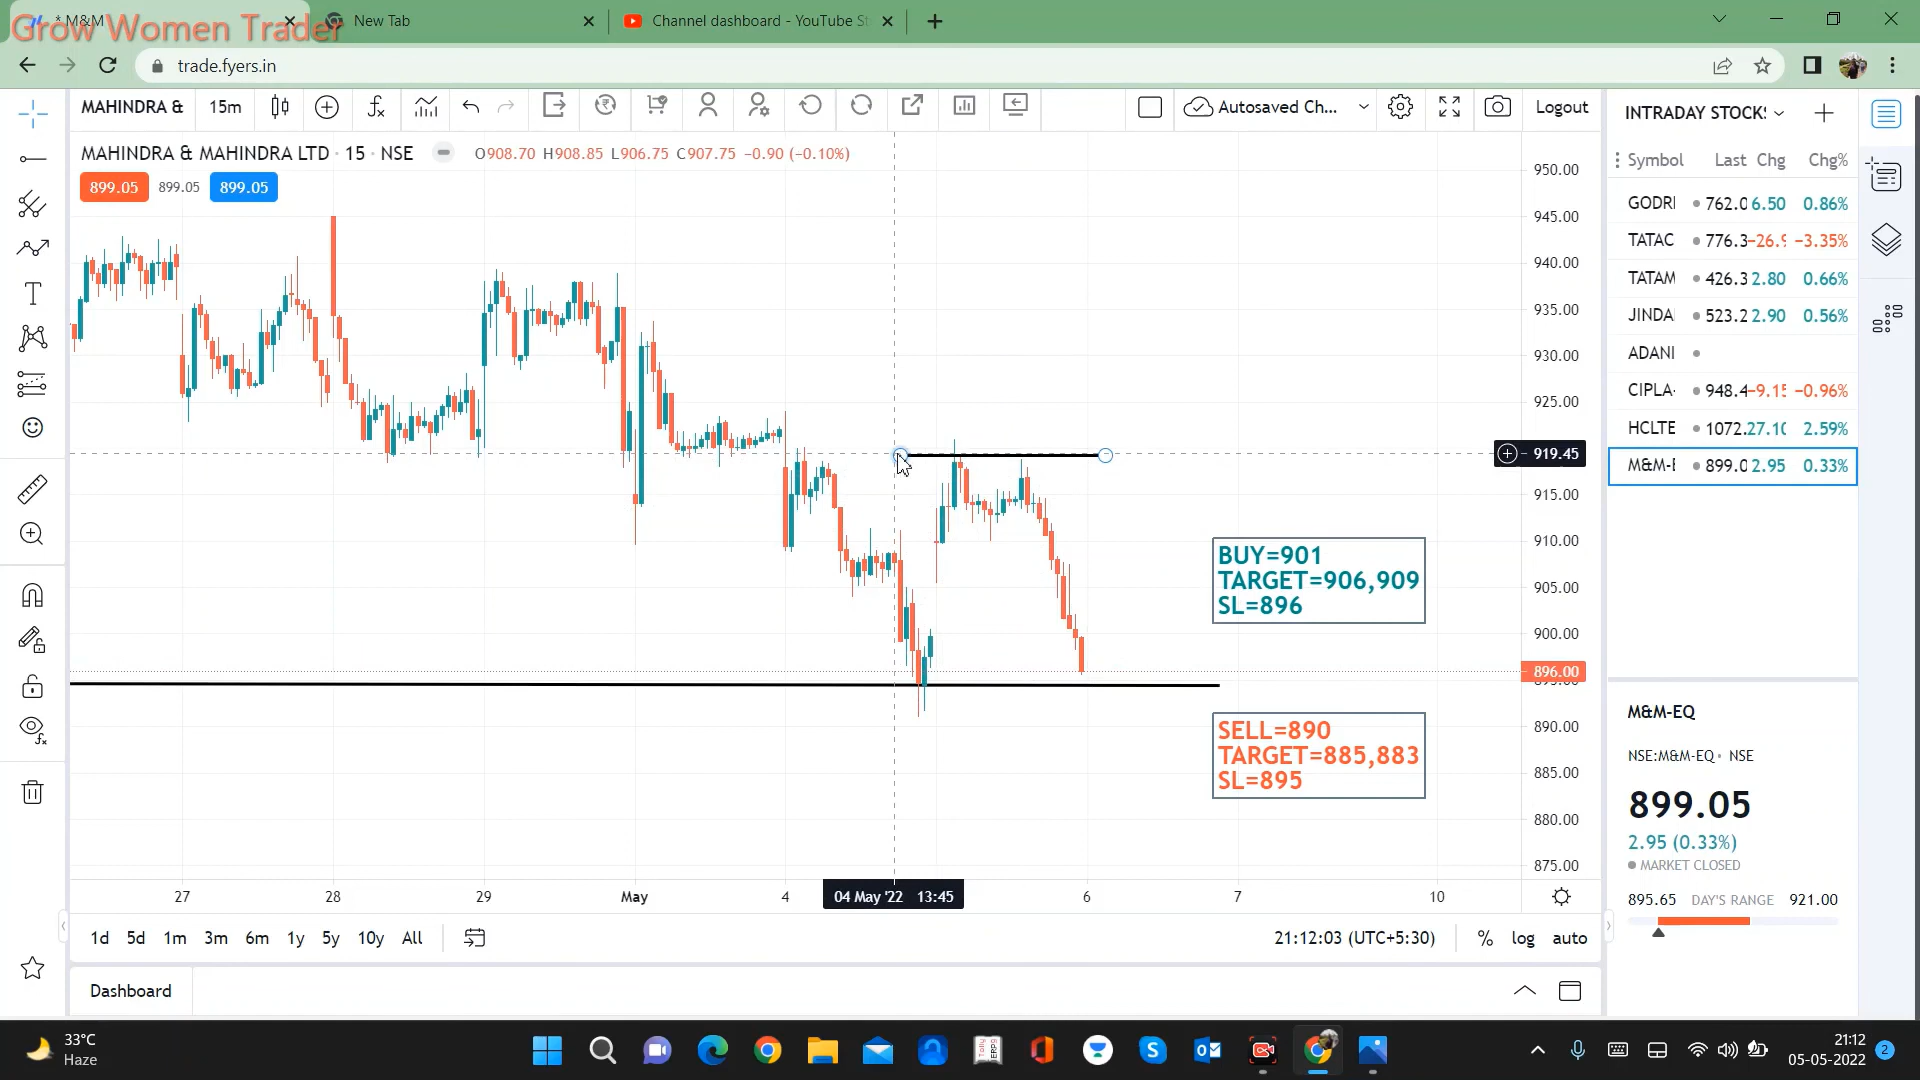 Grow Women Trader
* M&M
New Tab
Channel dashboard - YouTube St
trade.fyers.in
MAHINDRA &
15m
Autosaved Ch...
Logout
INTRADAY STOCKS
MAHINDRA & MAHINDRA LTD · 15 · NSE
O908.70 H908.85 L906.75 C907.75 −0.90 (−0.10%)
899.05 899.05 899.05
Symbol Last Chg Chg%
GODRI 762.0 6.50 0.86%
TATAC 776.3 −26.9 −3.35%
TATAM 426.3 2.80 0.66%
JINDA 523.2 2.90 0.56%
ADANI
CIPLA- 948.4 −9.15 −0.96%
HCLTE 1072. 27.10 2.59%
M&M-E 899.0 2.95 0.33%
950.00
945.00
940.00
935.00
930.00
925.00
919.45
915.00
910.00
905.00
900.00
896.00
890.00
885.00
880.00
875.00
BUY=901
TARGET=906,909
SL=896
SELL=890
TARGET=885,883
SL=895
M&M-EQ
NSE:M&M-EQ • NSE
899.05
2.95 (0.33%)
MARKET CLOSED
895.65 DAY'S RANGE 921.00
27 28 29 May 4 04 May '22 13:45 6 7 10
1d 5d 1m 3m 6m 1y 5y 10y All
21:12:03 (UTC+5:30) % log auto
Dashboard
33°C
Haze
21:12
05-05-2022
2